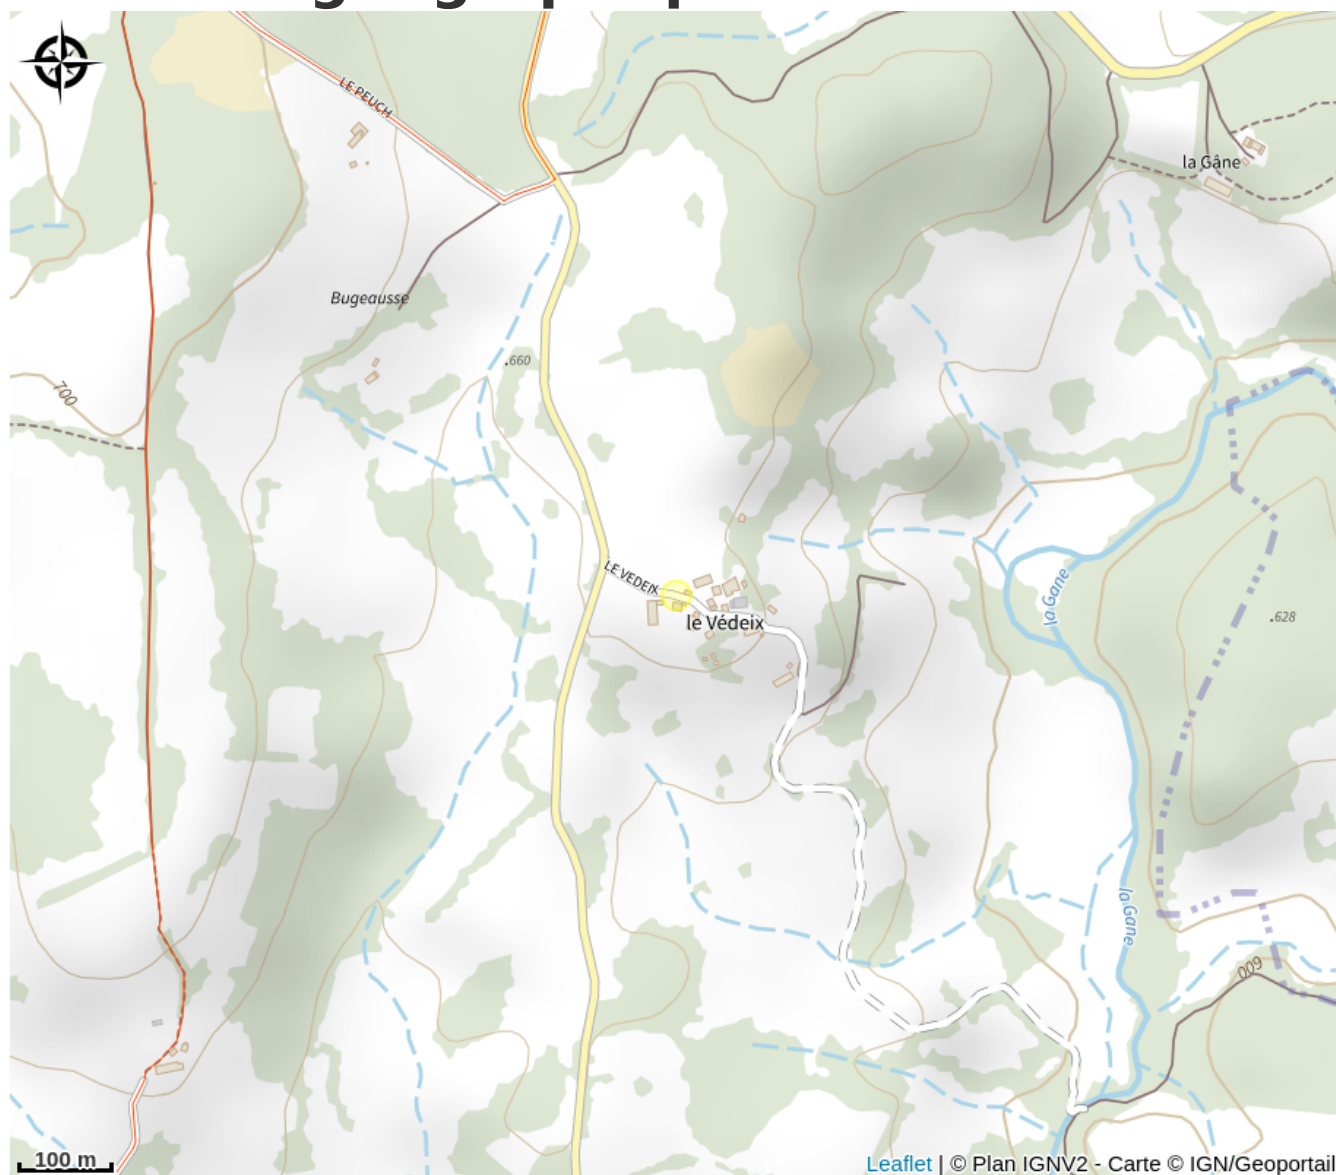 LE PEUCH
la Gâne
Bugeausse
.660
700
LE VEDEIX
le Védeix
la Gane
.628
la Gane
600
100 m
Leaflet | © Plan IGNV2 - Carte © IGN/Geoportail